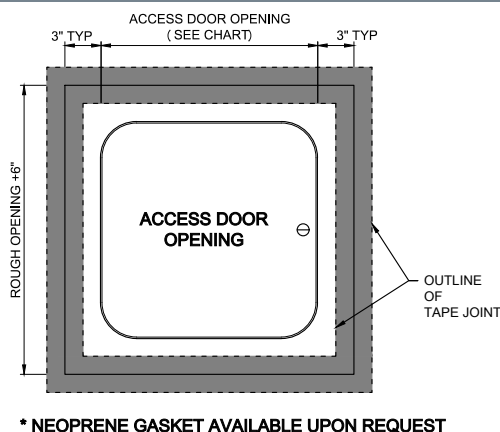 ACCESS DOOR OPENING
( SEE CHART)
3" TYP
3" TYP
ROUGH OPENING +6"
ACCESS DOOR
OPENING
OUTLINE
OF
TAPE JOINT
* NEOPRENE GASKET AVAILABLE UPON REQUEST